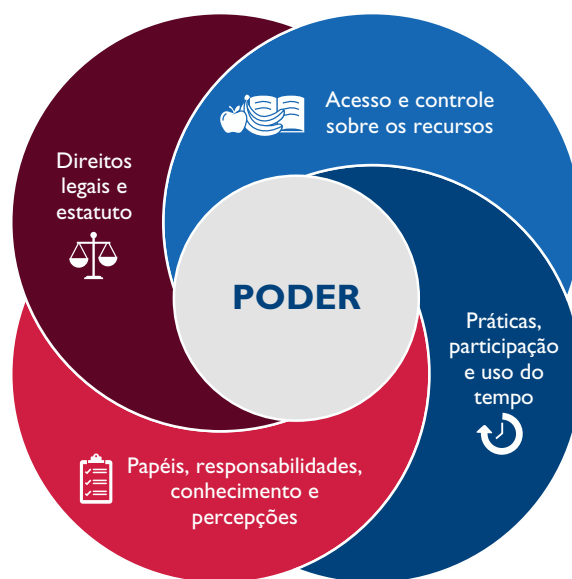 Acesso e controle
sobre os recursos
Direitos
legais e
estatuto
PODER
Práticas,
participação
e uso do
tempo
Papéis, responsabilidades,
conhecimento e
percepções